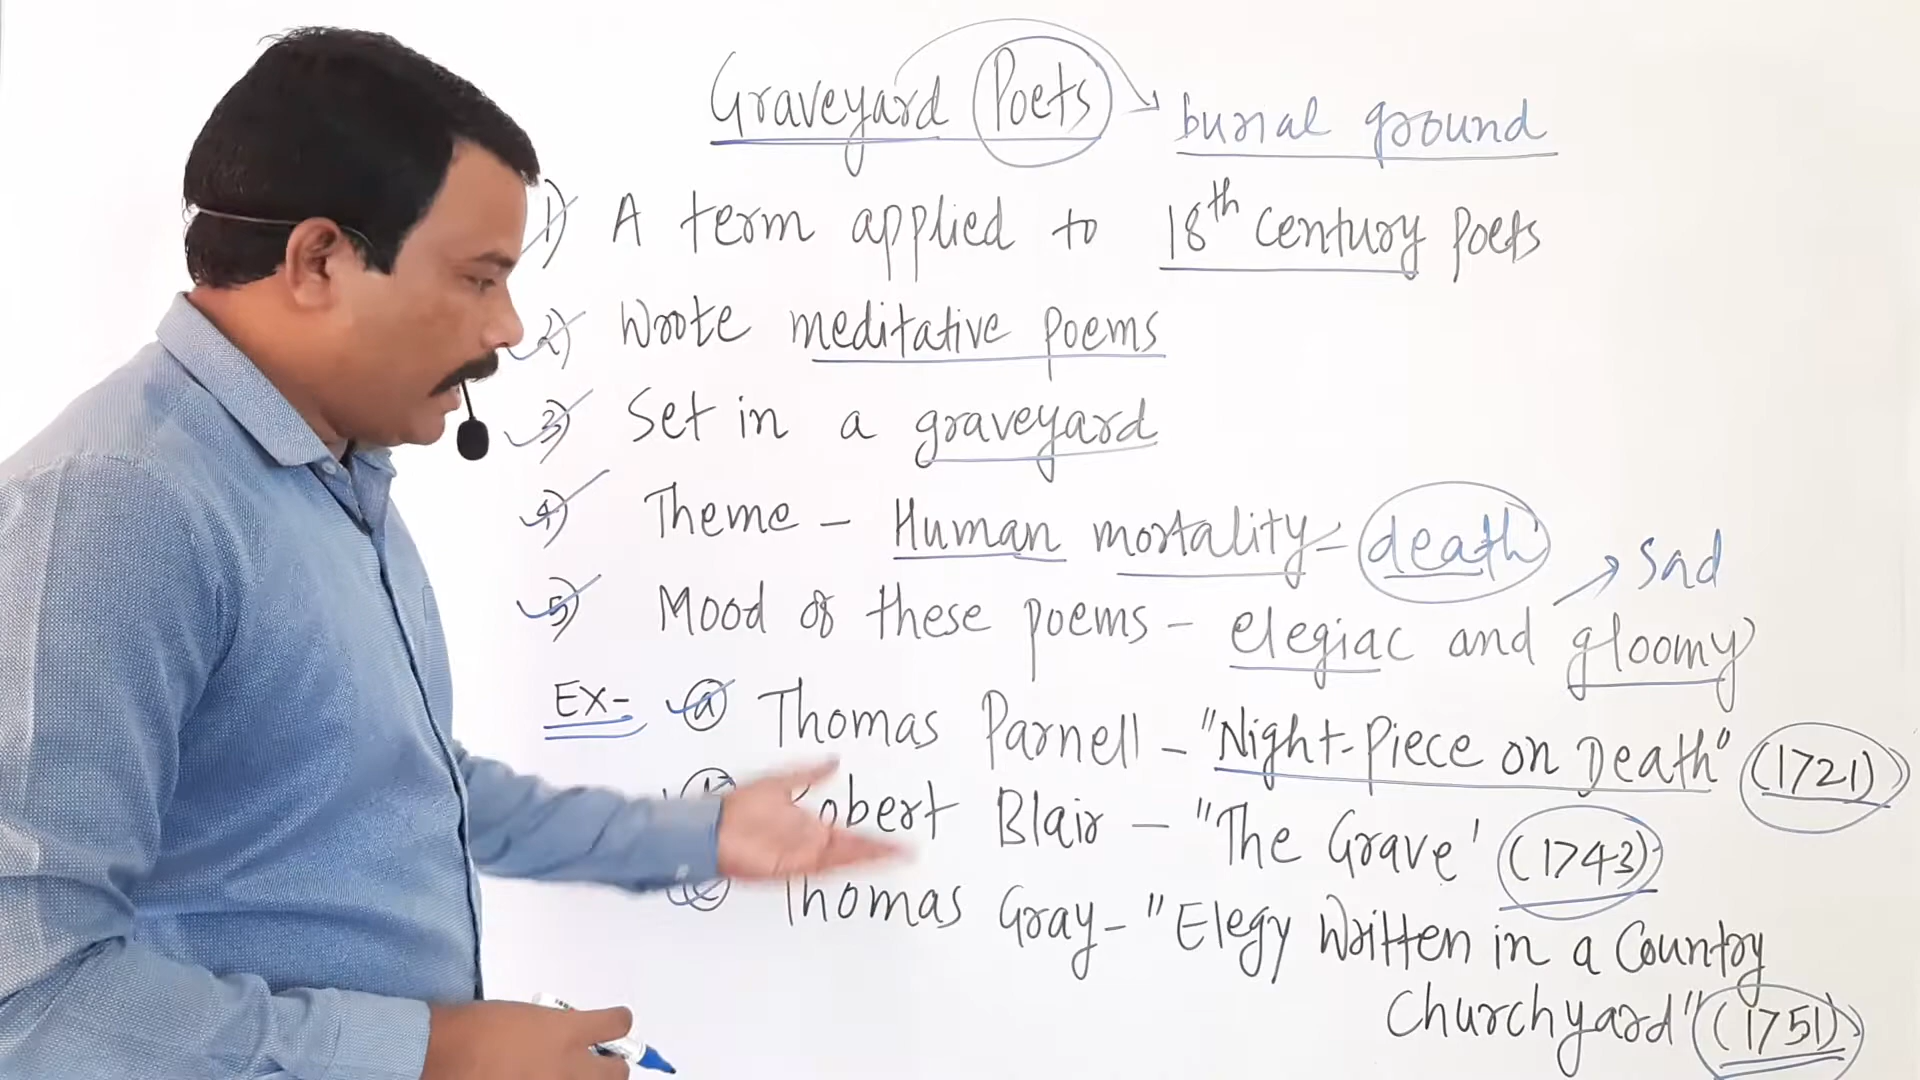 Graveyard Poets → burial ground
1) A term applied to 18th century poets
2) Wrote meditative poems
3) Set in a graveyard
4) Theme - Human mortality = death
5) Mood of these poems - elegiac and gloomy → sad
Ex- a Thomas Parnell - "Night-Piece on Death" (1721)
obert Blair - "The Grave' (1743)
c Thomas Gray - "Elegy Written in a Country
Churchyard" (1751)